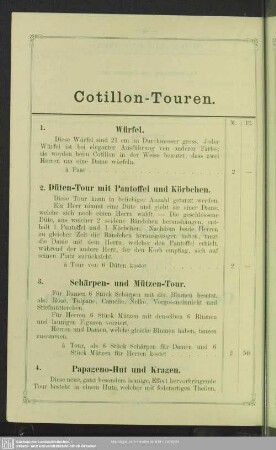 Cotillon-Touren.
M. Pf.
1. Würfel.
Diese Würfel sind 21 cm im Durchmesser gross. Jeder
Würfel ist bei eleganter Ausführung von anderer Farbe;
sie werden beim Cotillon in der Weise benutzt, dass zwei
Herren um eine Dame würfeln.
à Paar 2 —
2. Düten-Tour mit Pantoffel und Körbchen.
Diese Tour kann in beliebiger Anzahl getanzt werden.
Ein Herr nimmt eine Düte und giebt sie einer Dame,
welche sich noch einen Herrn wählt. — Die geschlossene
Düte, aus welcher 2 seidene Bändchen heraushängen, ent-
hält 1 Pantoffel und 1 Körbchen. Nachdem beide Herren
zu gleicher Zeit die Bändchen herausgezogen haben, tanzt
die Dame mit dem Herrn, welcher den Pantoffel erhielt,
während der andere Herr, der den Korb empfing, sich auf
seinen Platz zurückzieht.
à Tour von 6 Düten kostet 2 —
3. Schärpen- und Mützen-Tour.
Für Damen 6 Stück Schärpen mit div. Blumen besetzt,
als: Rose, Tulpane, Camelie, Nelke, Vergissmeinnicht und
Stiefmütterchen.
Für Herren 6 Stück Mützen mit denselben 6 Blumen
und launigen Figuren verziert.
Herren und Damen, welche gleiche Blumen haben, tanzen
zusammen.
à Tour, als 6 Stück Schärpen für Damen und 6
Stück Mützen für Herren kostet 2 50
4. Papageno-Hut und Kragen.
Diese neue, ganz besonders launige, Effect hervorbringende
Tour besteht in einem Hute, welcher mit